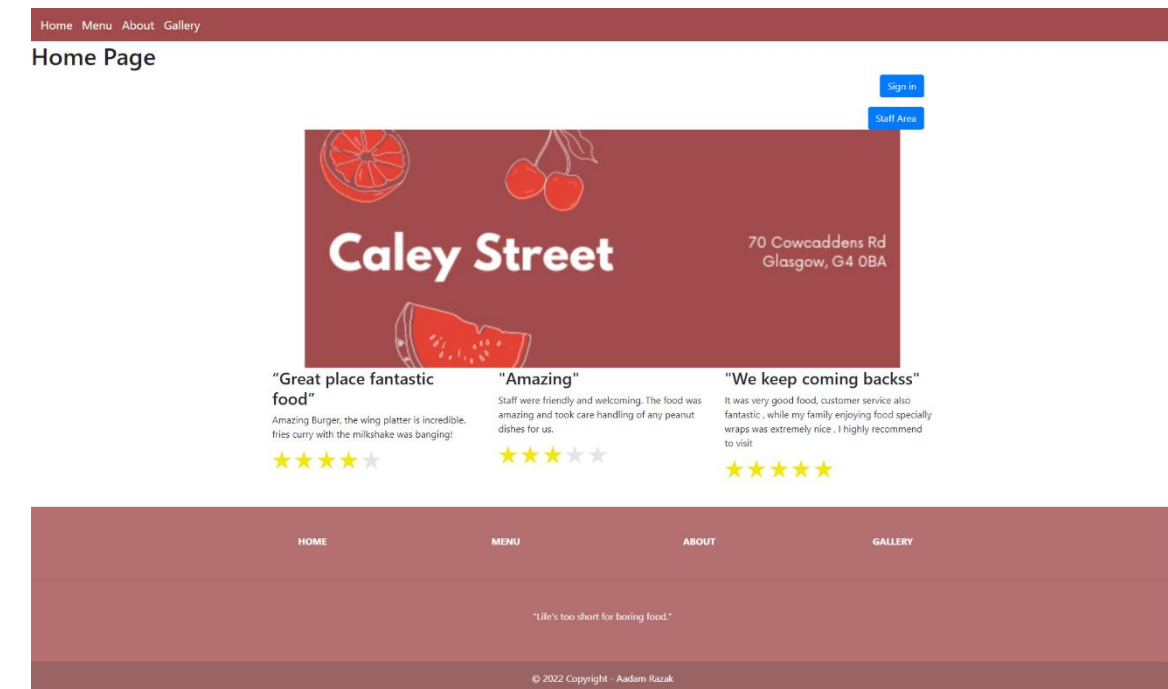 Home Menu About Gallery
Home Page
Sign in
Staff Area
Caley Street
70 Cowcaddens Rd
Glasgow, G4 0BA
“Great place fantastic
food”
Amazing Burger, the wing platter is incredible.
fries curry with the milkshake was banging!
"Amazing"
Staff were friendly and welcoming. The food was
amazing and took care handling of any peanut
dishes for us.
"We keep coming backss"
It was very good food, customer service also
fantastic , while my family enjoying food specially
wraps was extremely nice , I highly recommend
to visit
HOME MENU ABOUT GALLERY
"Life's too short for boring food."
© 2022 Copyright - Aadam Razak